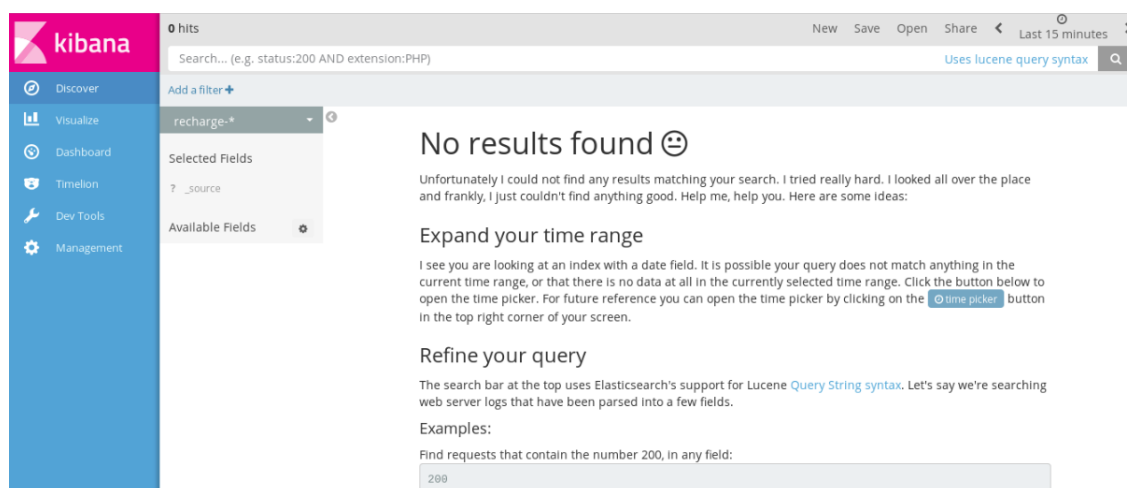 kibana
0 hits
New Save Open Share Last 15 minutes
Search... (e.g. status:200 AND extension:PHP)
Uses lucene query syntax
Discover
Visualize
Dashboard
Timelion
Dev Tools
Management
Add a filter +
recharge-*
Selected Fields
? _source
Available Fields
No results found
Unfortunately I could not find any results matching your search. I tried really hard. I looked all over the place
and frankly, I just couldn't find anything good. Help me, help you. Here are some ideas:
Expand your time range
I see you are looking at an index with a date field. It is possible your query does not match anything in the
current time range, or that there is no data at all in the currently selected time range. Click the button below to
open the time picker. For future reference you can open the time picker by clicking on the time picker button
in the top right corner of your screen.
Refine your query
The search bar at the top uses Elasticsearch's support for Lucene Query String syntax. Let's say we're searching
web server logs that have been parsed into a few fields.
Examples:
Find requests that contain the number 200, in any field:
200